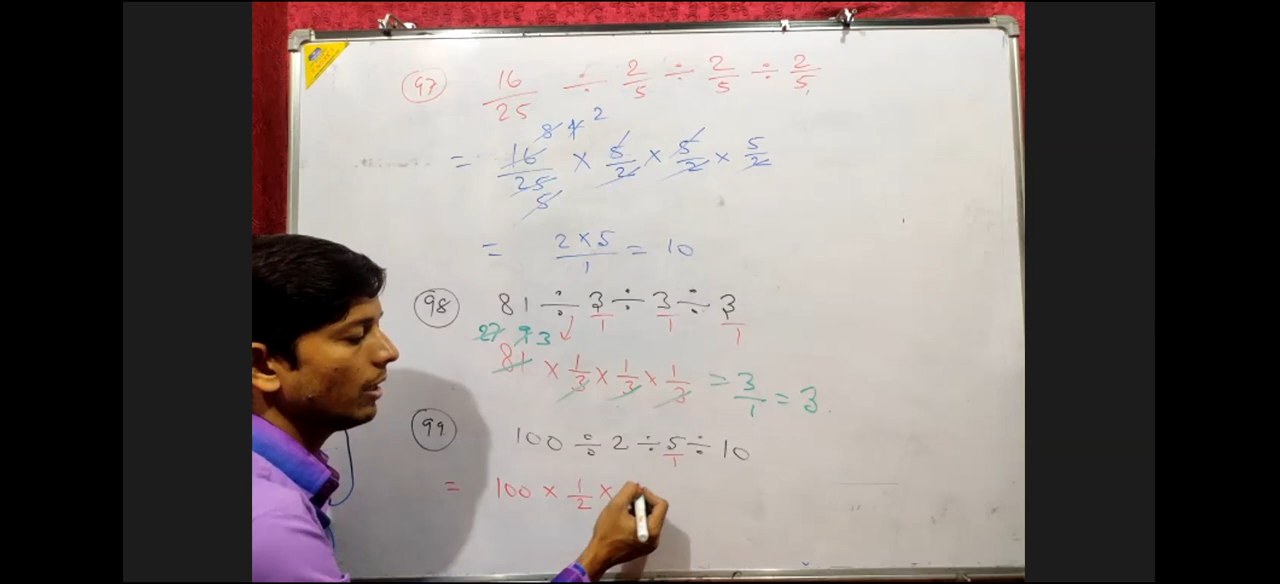 97 16/25 ÷ 2/5 ÷ 2/5 ÷ 2/5
8 4 2
= 16/25 × 5/2 × 5/2 × 5/2
5
= 2×5/1 = 10
98 81 ÷ 3/1 ÷ 3/1 ÷ 3/1
27 9 3
81 × 1/3 × 1/3 × 1/3 = 3/1 = 3
99 100 ÷ 2 ÷ 5/1 ÷ 10
= 100 × 1/2 ×